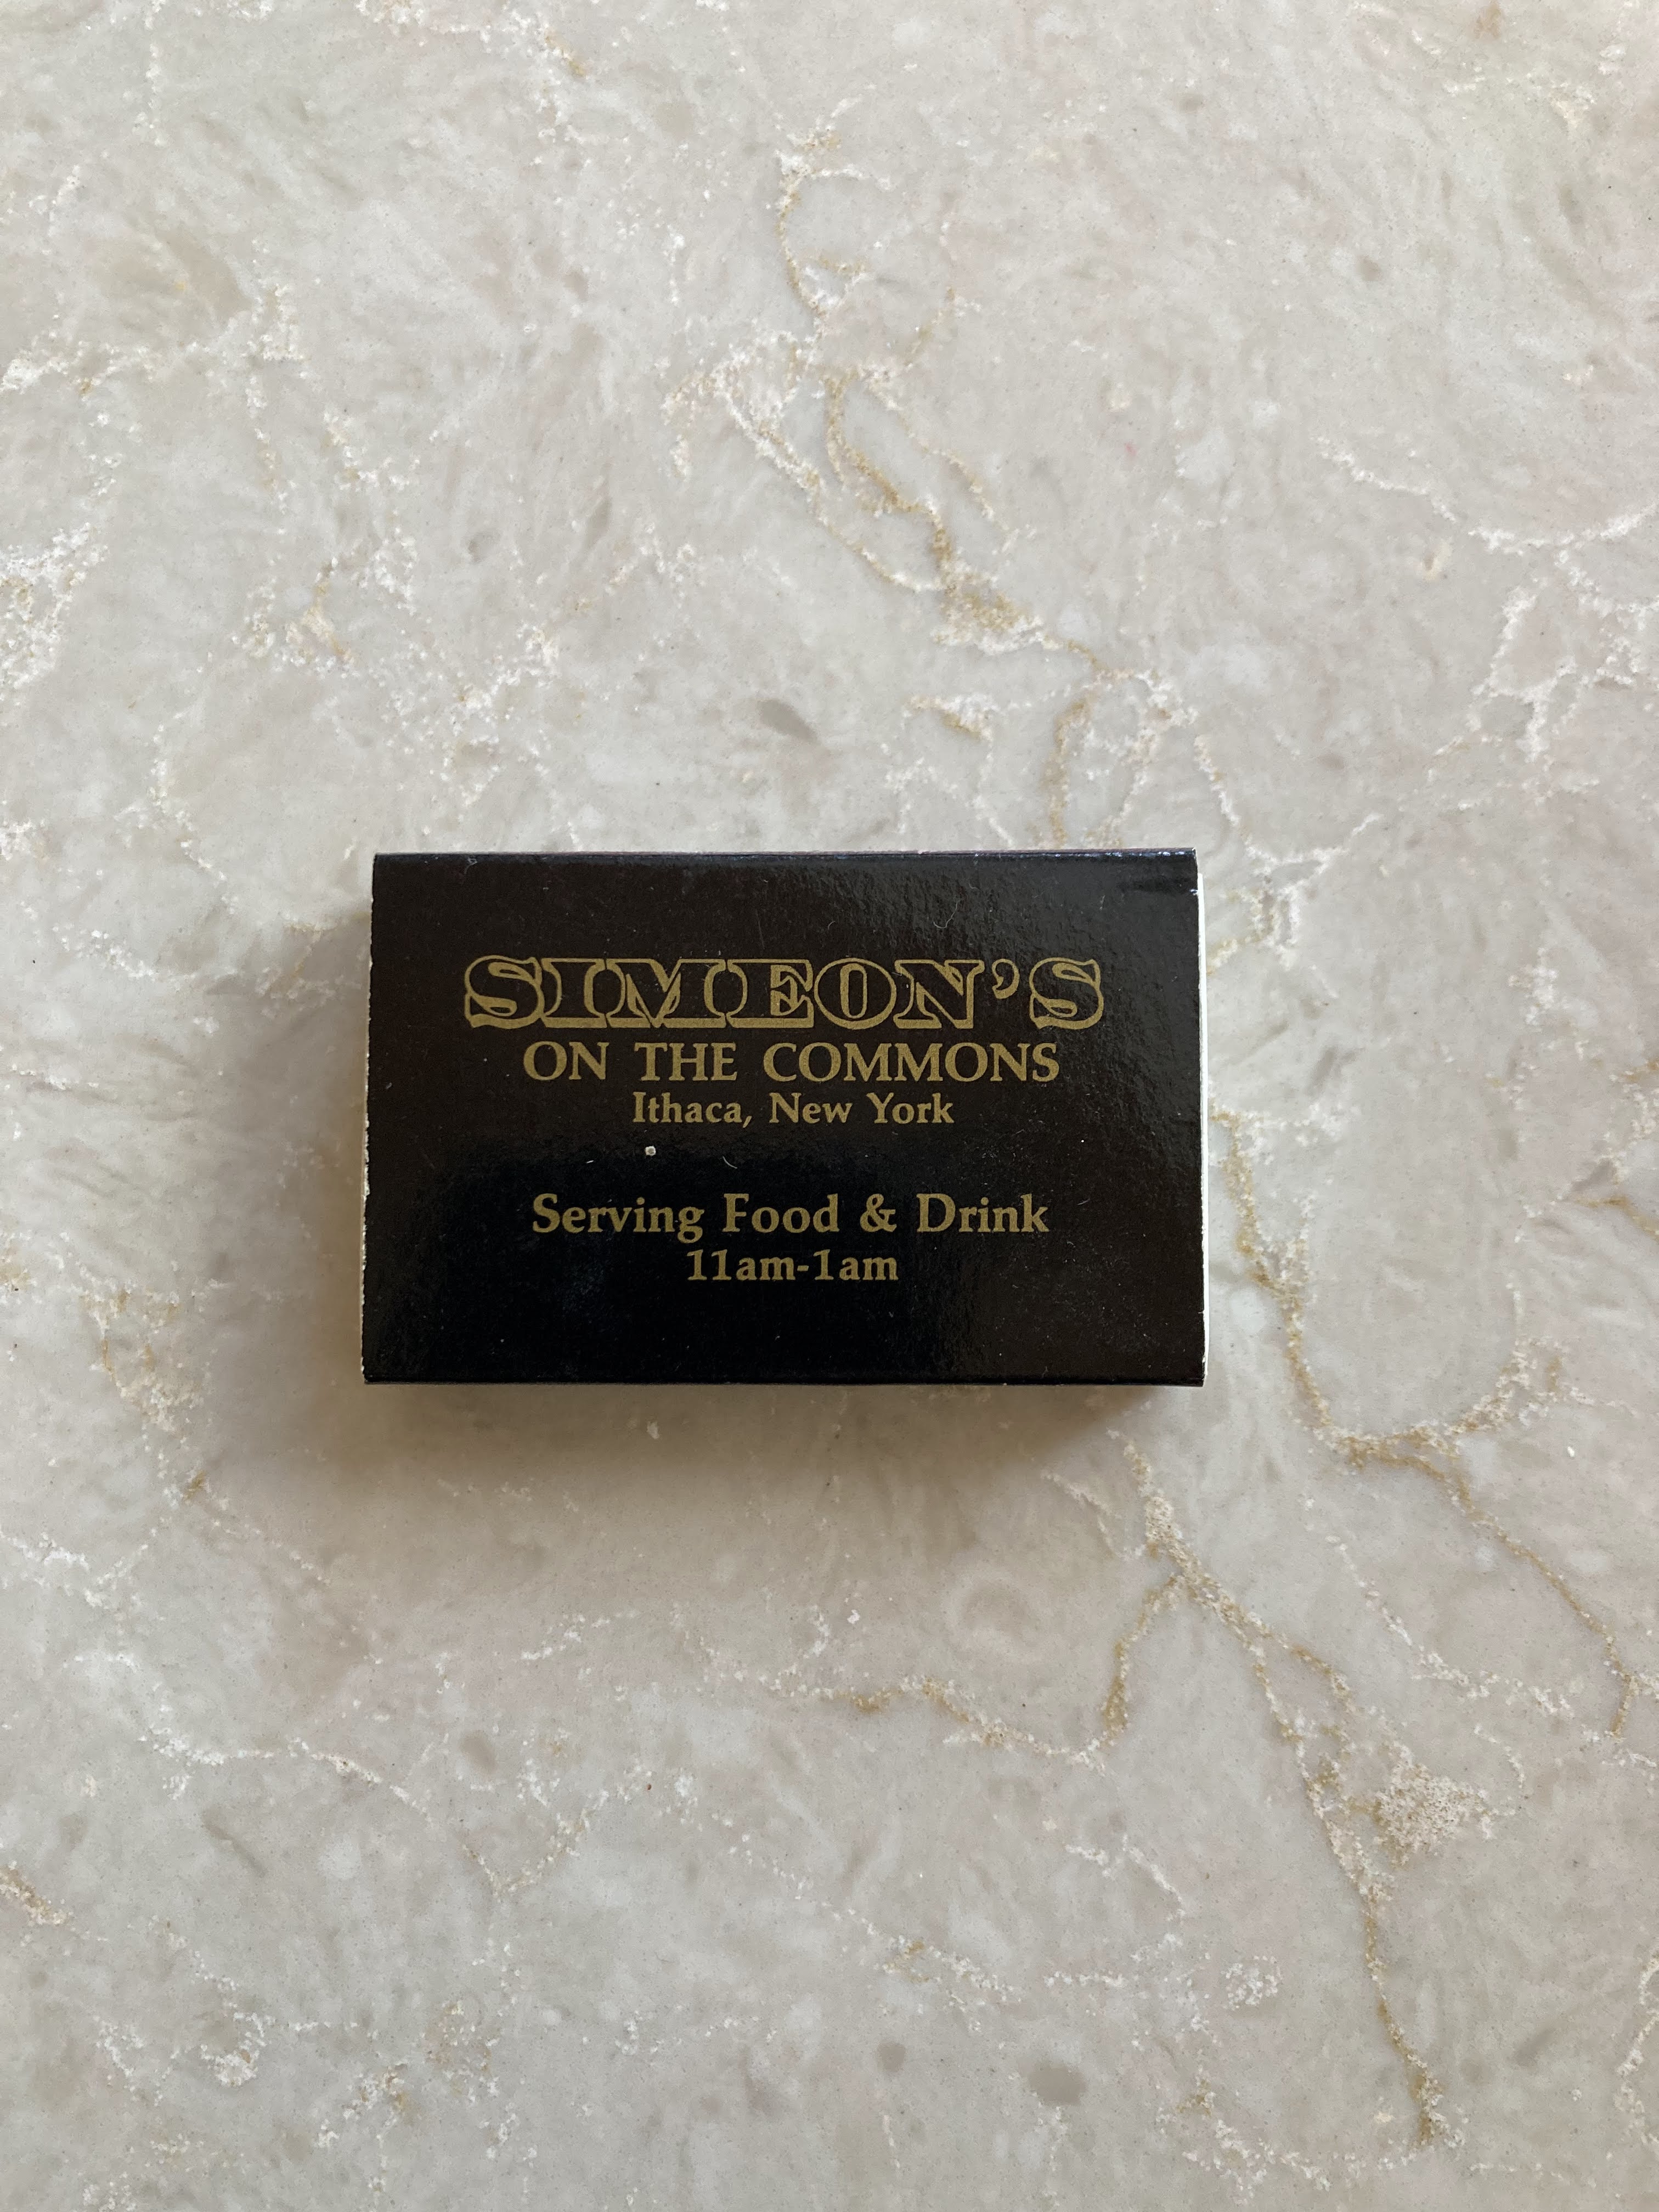 SIMEON'S
ON THE COMMONS
Ithaca, New York
Serving Food & Drink
11am-1am